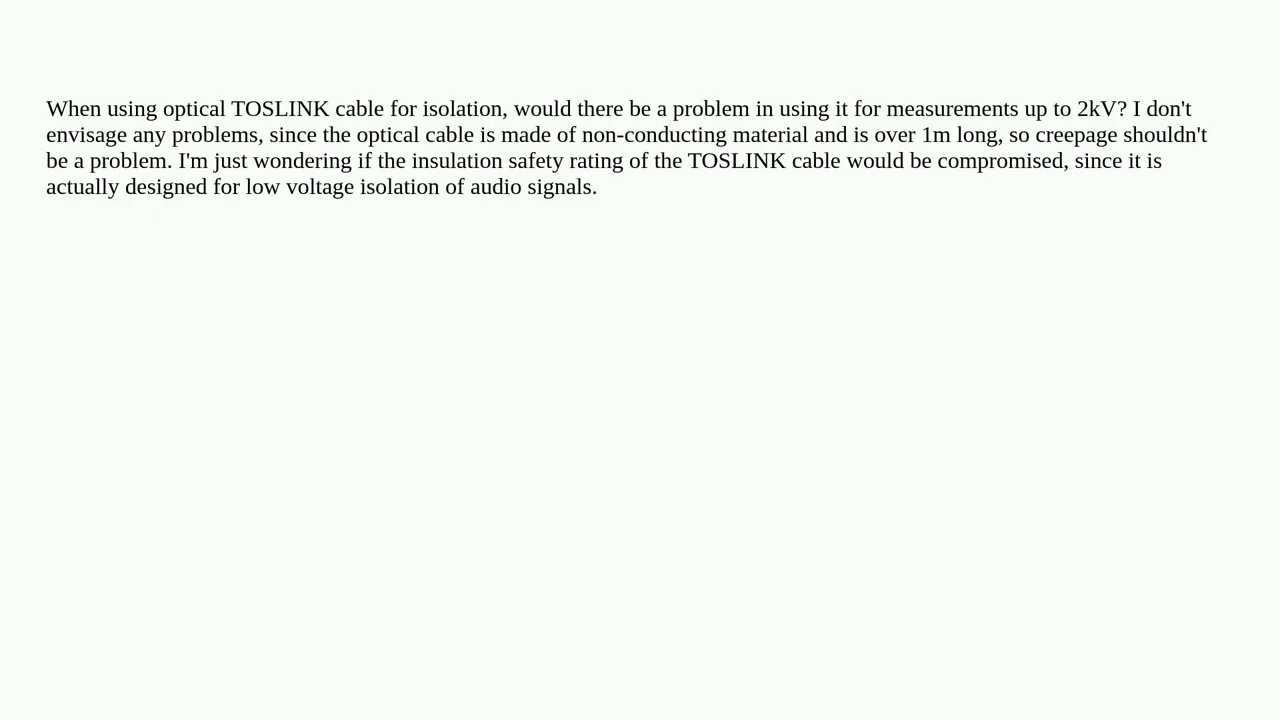 When using optical TOSLINK cable for isolation, would there be a problem in using it for measurements up to 2kV? I don't
envisage any problems, since the optical cable is made of non-conducting material and is over 1m long, so creepage shouldn't
be a problem. I'm just wondering if the insulation safety rating of the TOSLINK cable would be compromised, since it is
actually designed for low voltage isolation of audio signals.